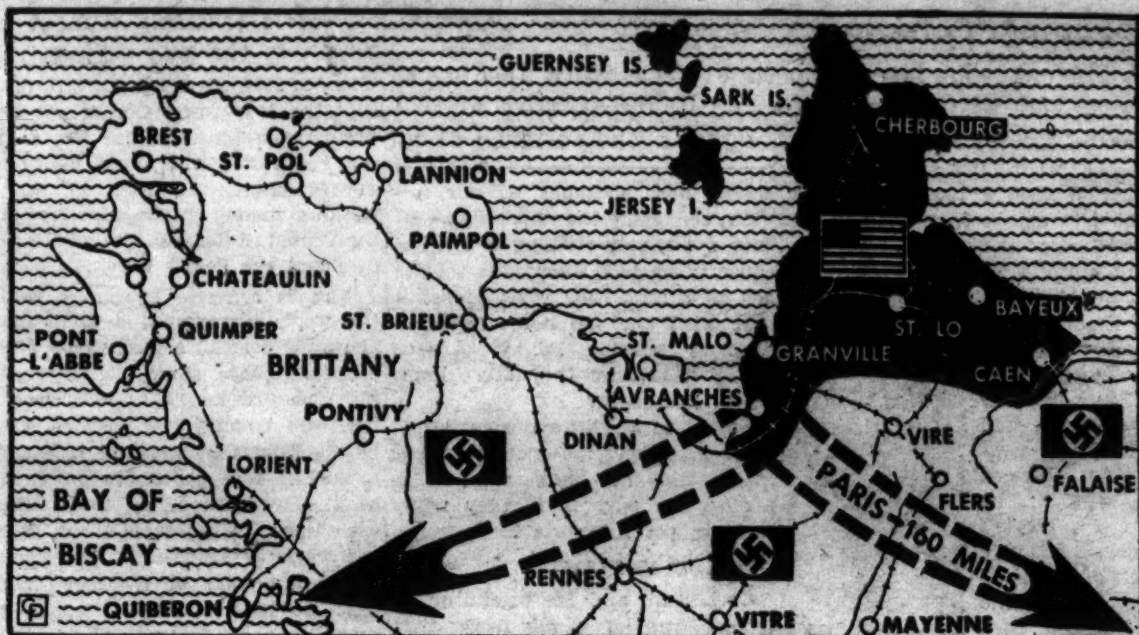 GUERNSEY IS.
SARK IS.
CHERBOURG
BREST
ST. POL
LANNION
JERSEY I.
PAIMPOL
CHATEAULIN
BAYEUX
ST. LO
PONT
L'ABBE
QUIMPER
ST. BRIEUC
ST. MALO
GRANVILLE
CAEN
BRITTANY
AVRANCHES
PONTIVY
DINAN
VIRE
LORIENT
FLERS
FALAISE
BAY OF
BISCAY
PARIS-160 MILES
RENNES
CP
QUIBERON
VITRE
MAYENNE